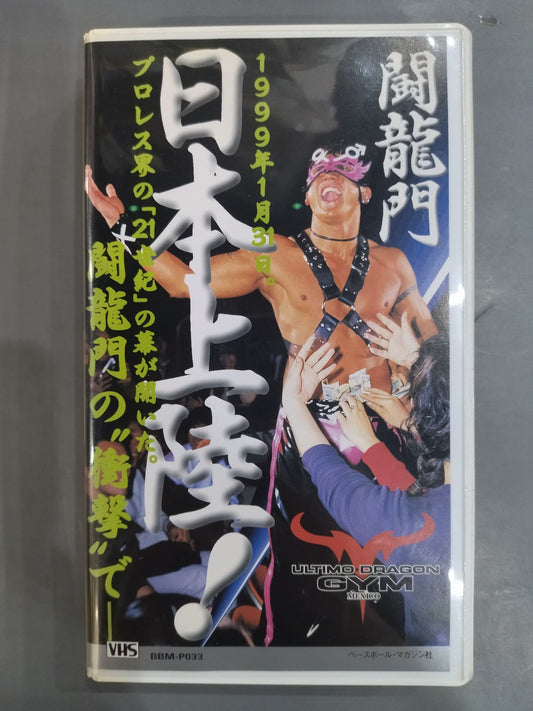 闘龍門
日本上陸!
1999年1月31日。
プロレス界の「21世紀」の幕が開いた。
闘龍門の"衝撃"で―
ULTIMO DRAGON
GYM
MEXICO
VHS
BBM-P033
ベースボール・マガジン社